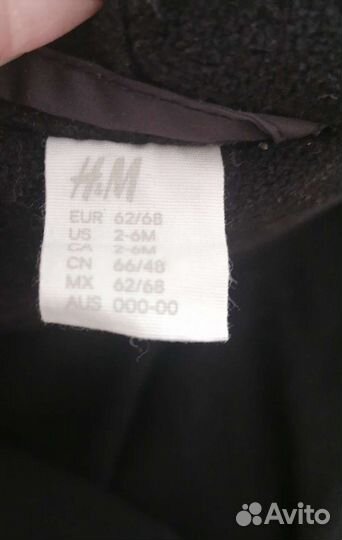 H&M
EUR 62/68
US 2-6M
CA 2-6M
CN 66/48
MX 62/68
AUS 000-00
Avito